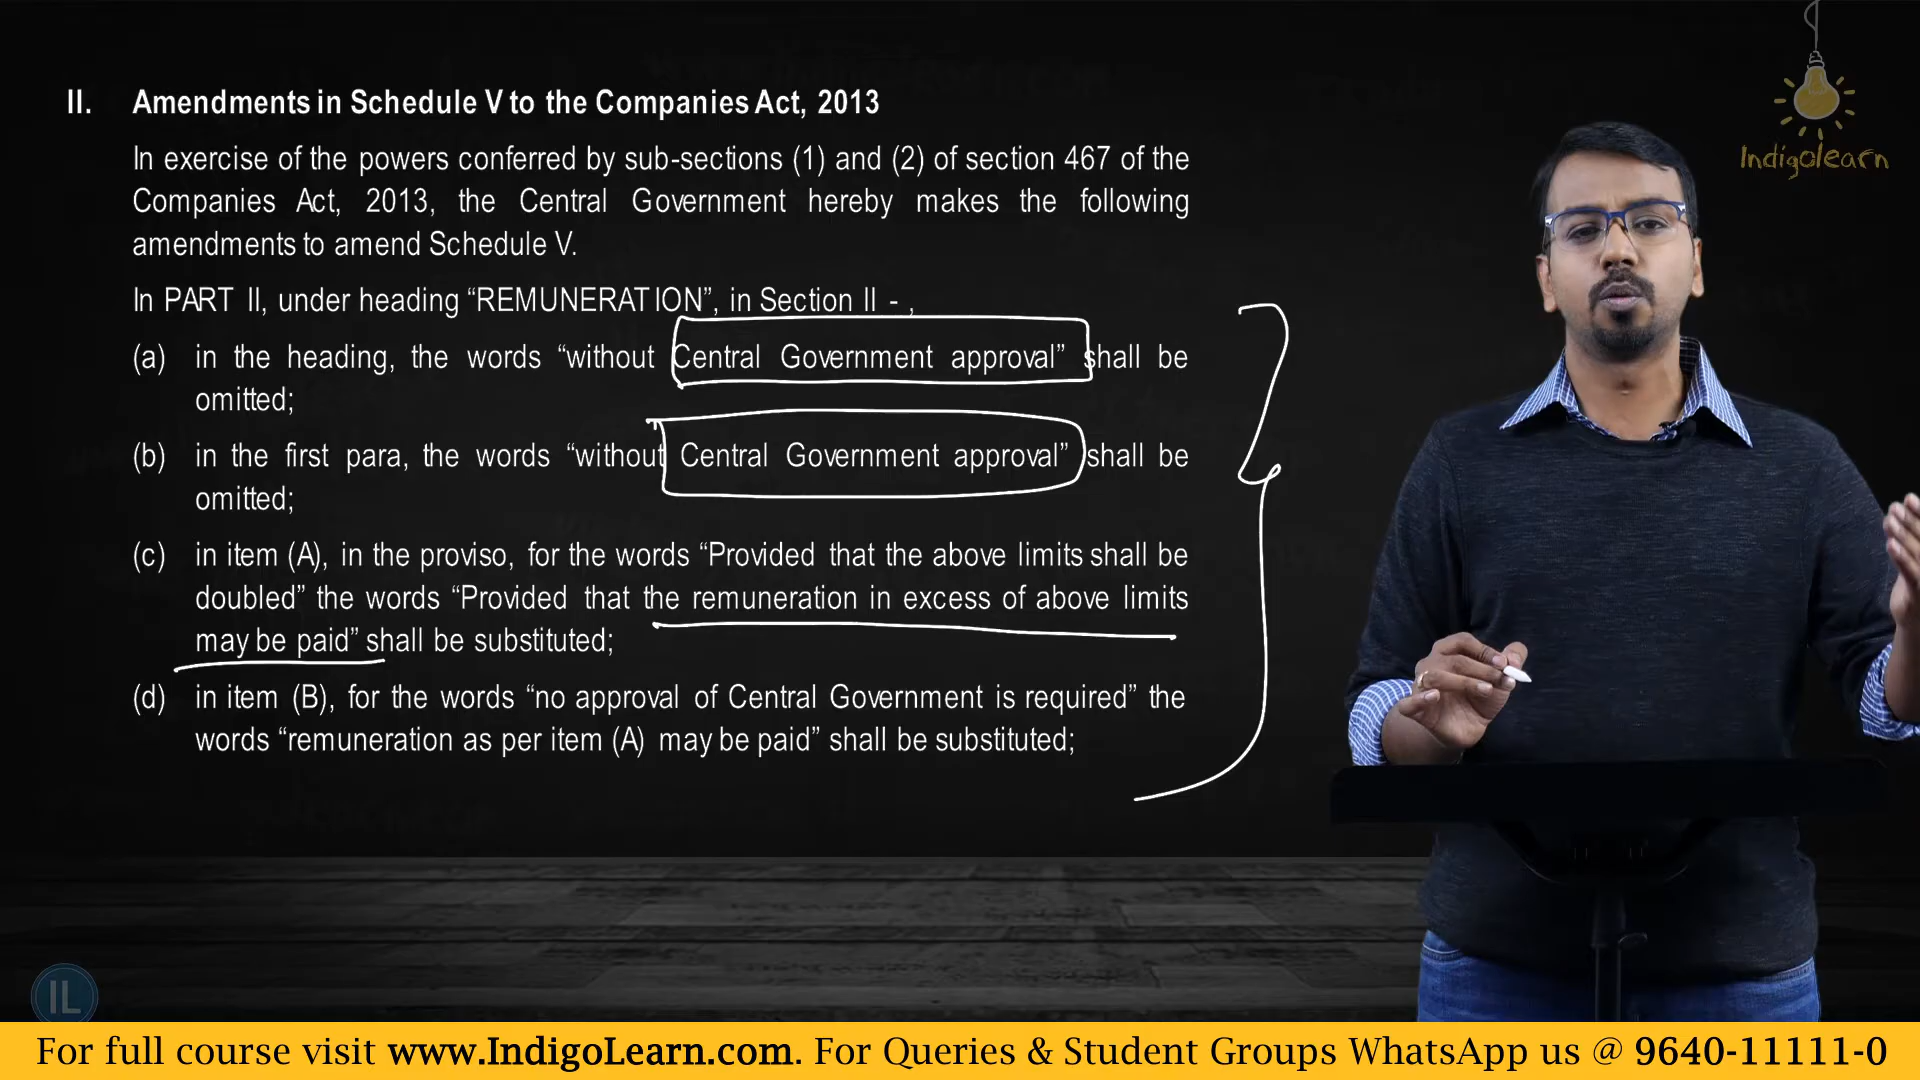 Indigolearn
II. Amendments in Schedule V to the Companies Act, 2013
In exercise of the powers conferred by sub-sections (1) and (2) of section 467 of the
Companies Act, 2013, the Central Government hereby makes the following
amendments to amend Schedule V.
In PART II, under heading “REMUNERATION”, in Section II - ,
(a) in the heading, the words “without Central Government approval” shall be
omitted;
(b) in the first para, the words “without Central Government approval” shall be
omitted;
(c) in item (A), in the proviso, for the words “Provided that the above limits shall be
doubled” the words “Provided that the remuneration in excess of above limits
may be paid” shall be substituted;
(d) in item (B), for the words “no approval of Central Government is required” the
words “remuneration as per item (A) may be paid” shall be substituted;
IL
For full course visit www.IndigoLearn.com. For Queries & Student Groups WhatsApp us @ 9640-11111-0